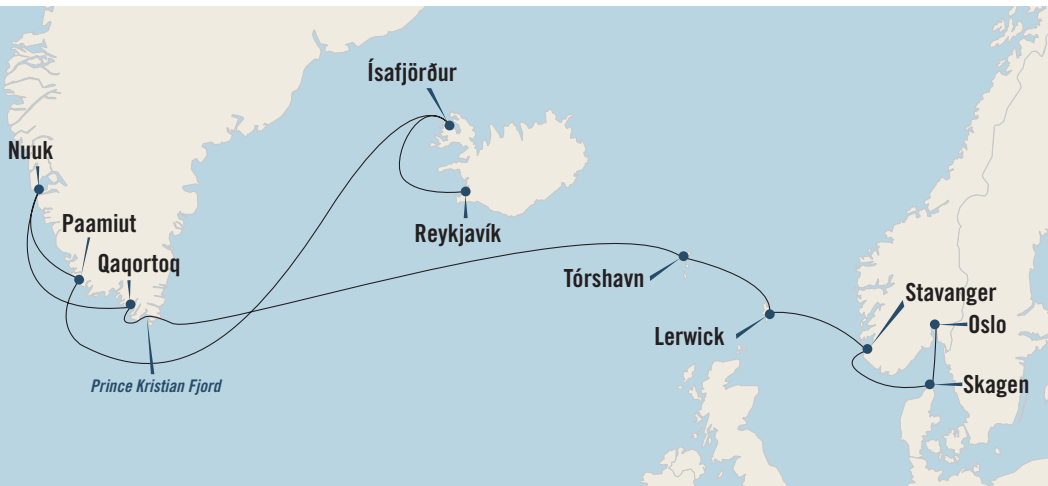 Ísafjörður
Nuuk
Paamiut
Reykjavík
Qaqortoq
Tórshavn
Stavanger
Oslo
Lerwick
Prince Kristian Fjord
Skagen